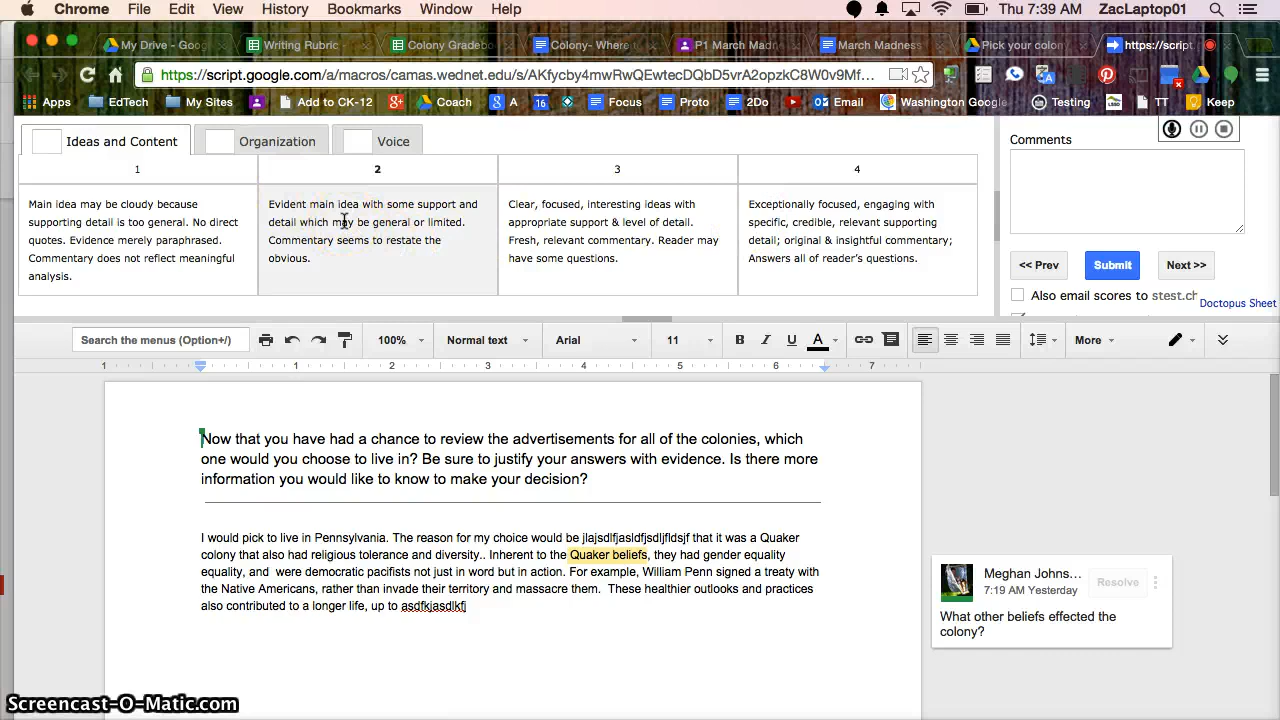 Chrome File Edit View History Bookmarks Window Help Thu 7:39 AM ZacLaptop01
My Drive - Goog
Writing Rubric -
Colony Gradebo
Colony- Where t
P1 March Madn
March Madness
Pick your colon
https://script.
https://script.google.com/a/macros/camas.wednet.edu/s/AKfycby4mwRwQEwtecDQbD5vrA2opzkC8W0v9Mf...
Apps EdTech My Sites Add to CK-12 Coach A 16 Focus Proto 2Do Email Washington Google Testing TT Keep
Ideas and Content Organization Voice
1 2 3 4
Main idea may be cloudy because
supporting detail is too general. No direct
quotes. Evidence merely paraphrased.
Commentary does not reflect meaningful
analysis.
Evident main idea with some support and
detail which may be general or limited.
Commentary seems to restate the
obvious.
Clear, focused, interesting ideas with
appropriate support & level of detail.
Fresh, relevant commentary. Reader may
have some questions.
Exceptionally focused, engaging with
specific, credible, relevant supporting
detail; original & insightful commentary;
Answers all of reader's questions.
Comments
<< Prev Submit Next >>
Also email scores to stest.ch
Doctopus Sheet
Search the menus (Option+/) 100% Normal text Arial 11 B I U A More
1 1 2 3 4 5 6 7
Now that you have had a chance to review the advertisements for all of the colonies, which
one would you choose to live in? Be sure to justify your answers with evidence. Is there more
information you would like to know to make your decision?
I would pick to live in Pennsylvania. The reason for my choice would be jlajsdlfjasldfjsdljfldsjf that it was a Quaker
colony that also had religious tolerance and diversity.. Inherent to the Quaker beliefs, they had gender equality
equality, and were democratic pacifists not just in word but in action. For example, William Penn signed a treaty with
the Native Americans, rather than invade their territory and massacre them. These healthier outlooks and practices
also contributed to a longer life, up to asdfkjasdlkfj
Meghan Johns...
7:19 AM Yesterday
Resolve
What other beliefs effected the
colony?
Screencast-O-Matic.com